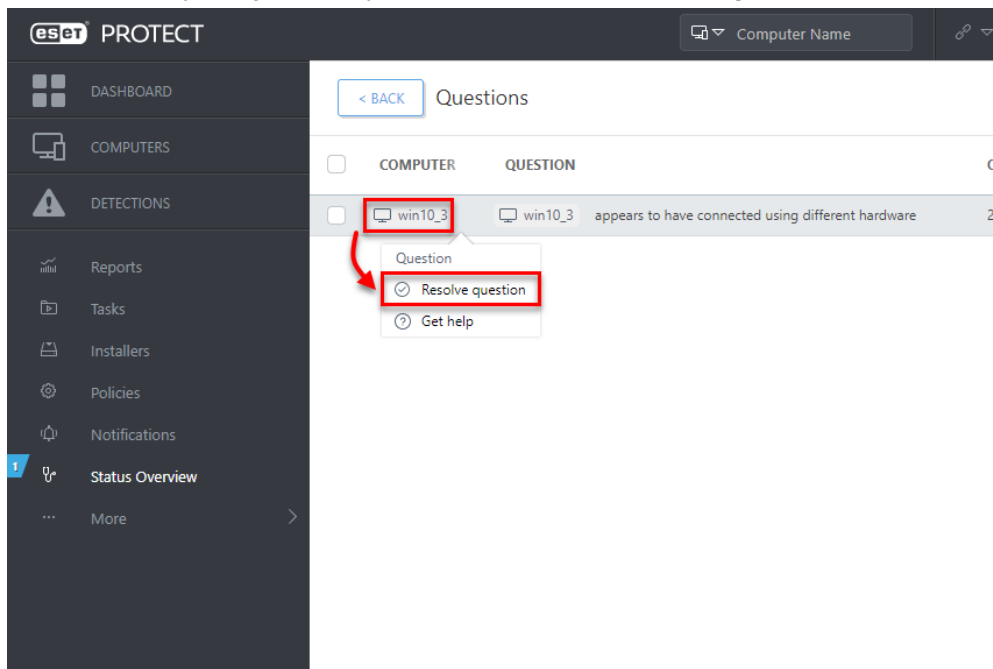 eset PROTECT
Computer Name
DASHBOARD
< BACK Questions
COMPUTERS
COMPUTER QUESTION
DETECTIONS
win10_3 win10_3 appears to have connected using different hardware 2
Question
Reports
Resolve question
Tasks
Get help
Installers
Policies
Notifications
1
Status Overview
More